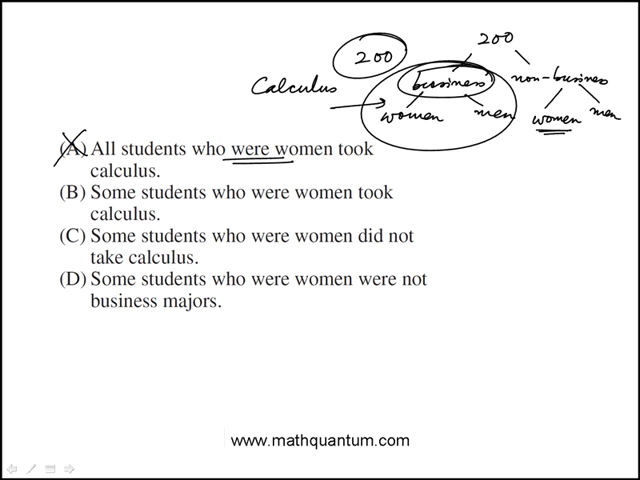 200
200
Calculus
business
non-business
women
men
women
men
(A) All students who were women took
calculus.
(B) Some students who were women took
calculus.
(C) Some students who were women did not
take calculus.
(D) Some students who were women were not
business majors.
www.mathquantum.com